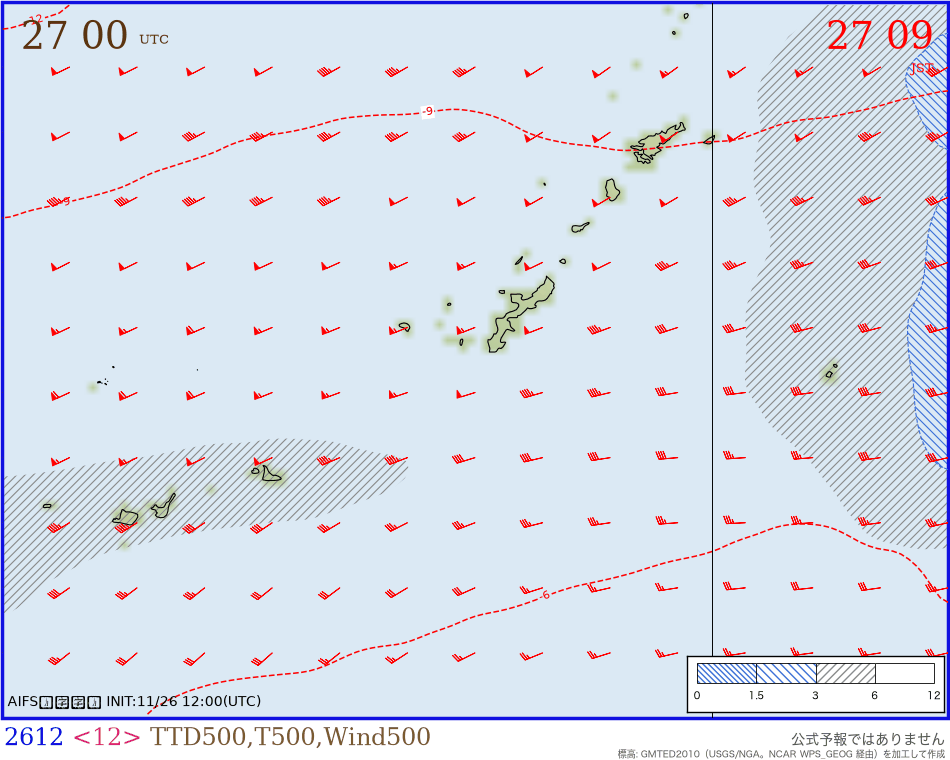 -12
27 00 UTC
27 09
JST
-9
-9
-6
AIFS
INIT:11/26 12:00(UTC)
0 1.5 3 6 12
2612 <12> TTD500,T500,Wind500
公式予報ではありません
標高: GMTED2010（USGS/NGA。NCAR WPS_GEOG 経由）を加工して作成